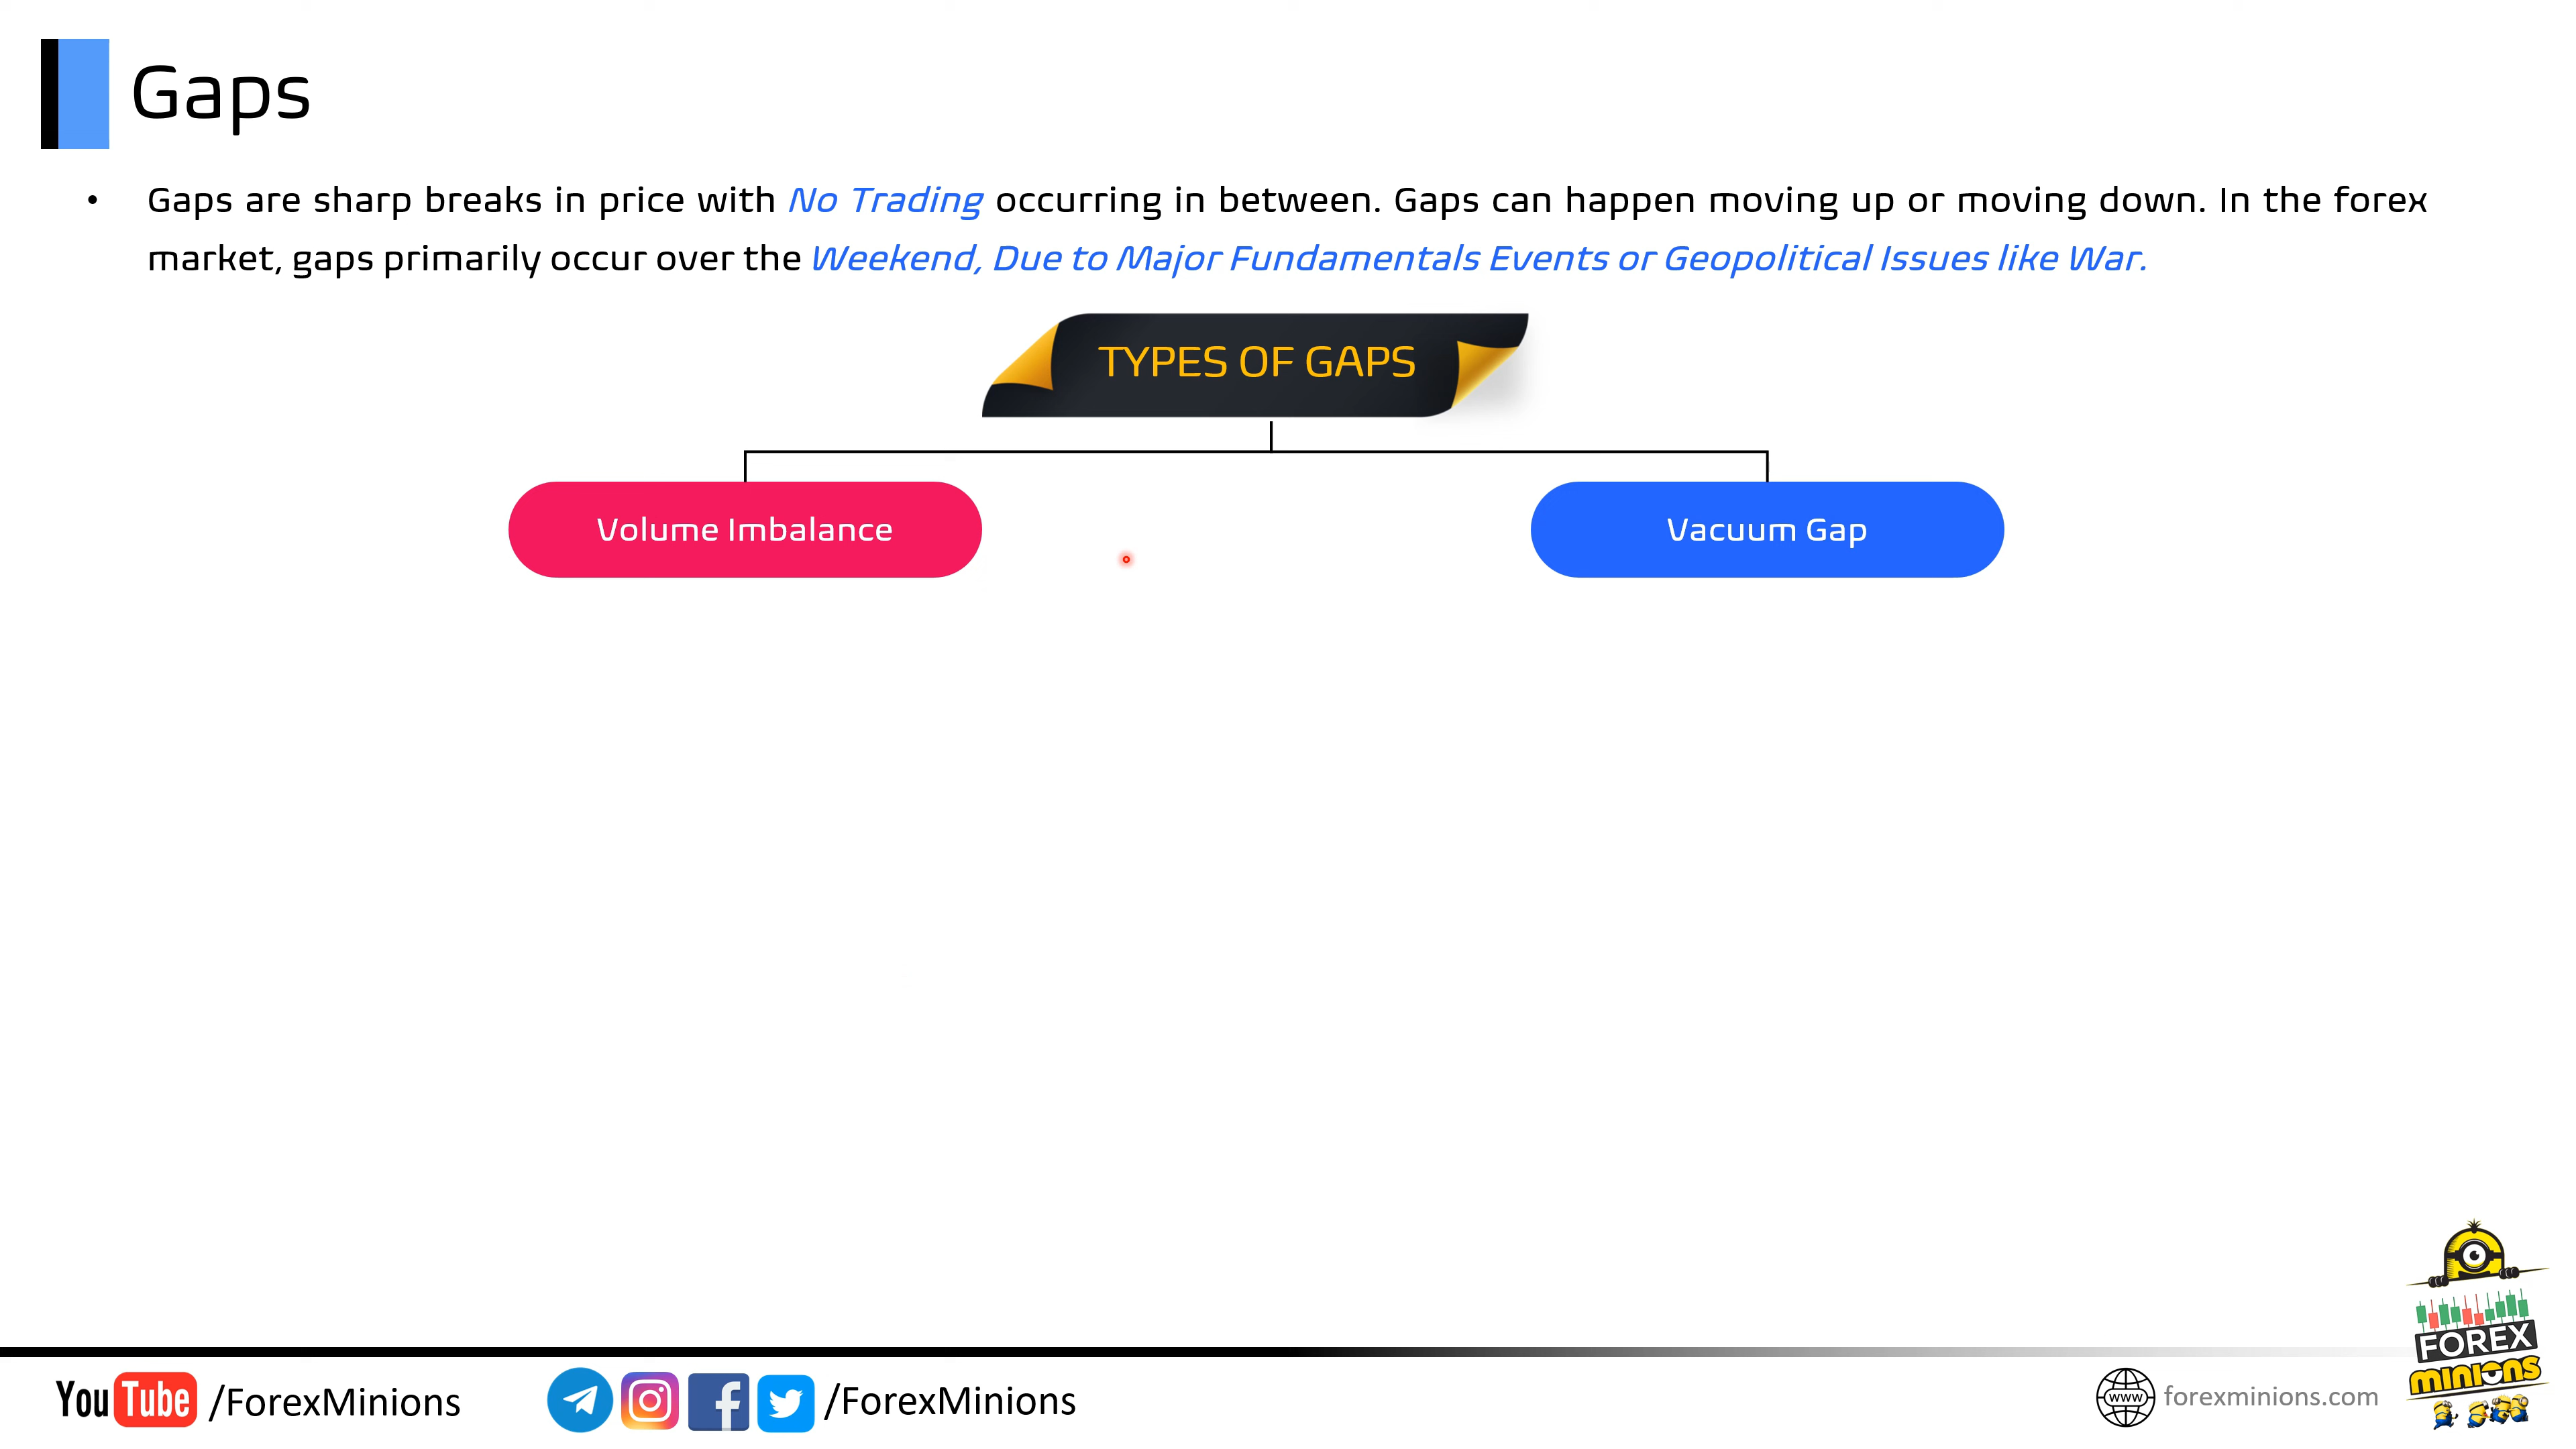 Gaps
• Gaps are sharp breaks in price with No Trading occurring in between. Gaps can happen moving up or moving down. In the forex
market, gaps primarily occur over the Weekend, Due to Major Fundamentals Events or Geopolitical Issues like War.
TYPES OF GAPS
Volume Imbalance
Vacuum Gap
YouTube /ForexMinions
/ForexMinions
www forexminions.com
FOREX
minions